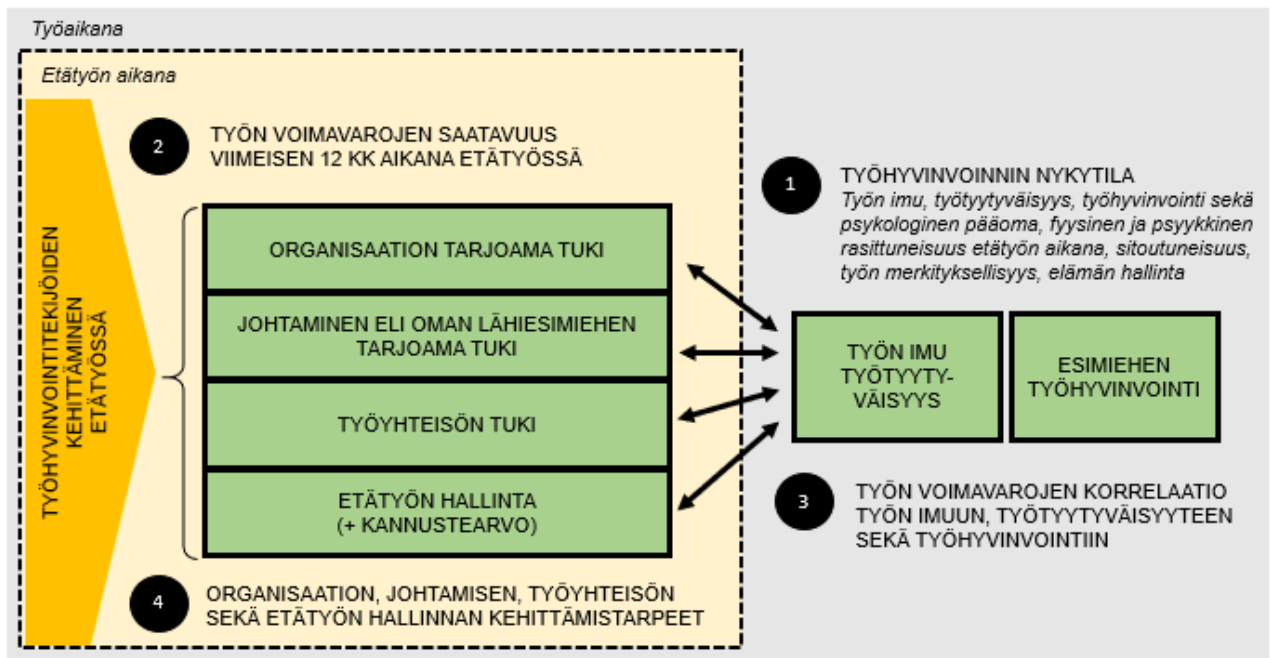 Työaikana
Etätyön aikana
TYÖHYVINVOINTITEKIJÖIDEN
KEHITTÄMINEN
ETÄTYÖSSÄ
2
TYÖN VOIMAVAROJEN SAATAVUUS
VIIMEISEN 12 KK AIKANA ETÄTYÖSSÄ
ORGANISAATION TARJOAMA TUKI
JOHTAMINEN ELI OMAN LÄHIESIMIEHEN
TARJOAMA TUKI
TYÖYHTEISÖN TUKI
ETÄTYÖN HALLINTA
(+ KANNUSTEARVO)
4
ORGANISAATION, JOHTAMISEN, TYÖYHTEISÖN
SEKÄ ETÄTYÖN HALLINNAN KEHITTÄMISTARPEET
1
TYÖHYVINVOINNIN NYKYTILA
Työn imu, työtyytyväisyys, työhyvinvointi sekä
psykologinen pääoma, fyysinen ja psyykkinen
rasittuneisuus etätyön aikana, sitoutuneisuus,
työn merkityksellisyys, elämän hallinta
TYÖN IMU
TYÖTYYTY-
VÄISYYS
ESIMIEHEN
TYÖHYVINVOINTI
3
TYÖN VOIMAVAROJEN KORRELAATIO
TYÖN IMUUN, TYÖTYYTYVÄISYYTEEN
SEKÄ TYÖHYVINVOINTIIN